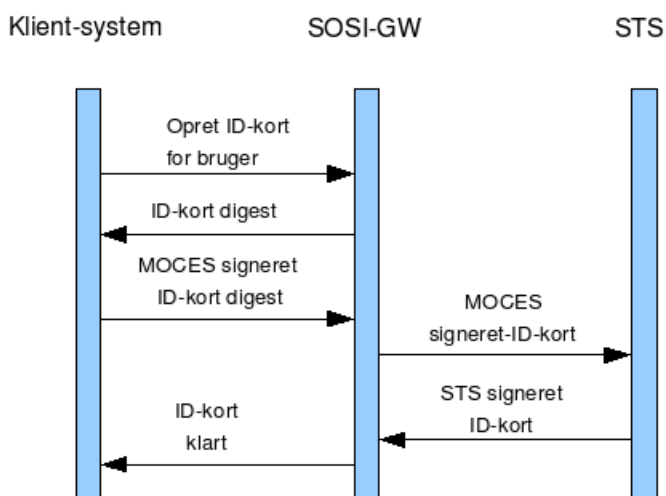 Klient-system
SOSI-GW
STS
Opret ID-kort
for bruger
ID-kort digest
MOCES signeret
ID-kort digest
MOCES
signeret-ID-kort
STS signeret
ID-kort
ID-kort
klart